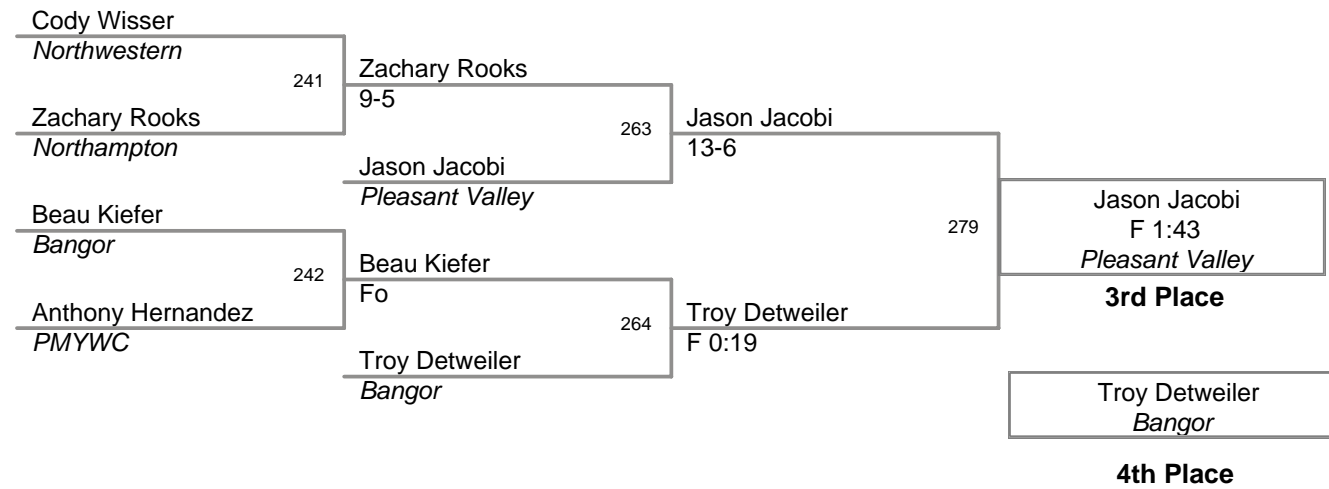 Cody Wisser
Northwestern
241
Zachary Rooks
9-5
Zachary Rooks
Northampton
263
Jason Jacobi
13-6
Jason Jacobi
Pleasant Valley
Beau Kiefer
Bangor
242
Beau Kiefer
Fo
Anthony Hernandez
PMYWC
264
Troy Detweiler
F 0:19
Troy Detweiler
Bangor
279
Jason Jacobi
F 1:43
Pleasant Valley
3rd Place
Troy Detweiler
Bangor
4th Place